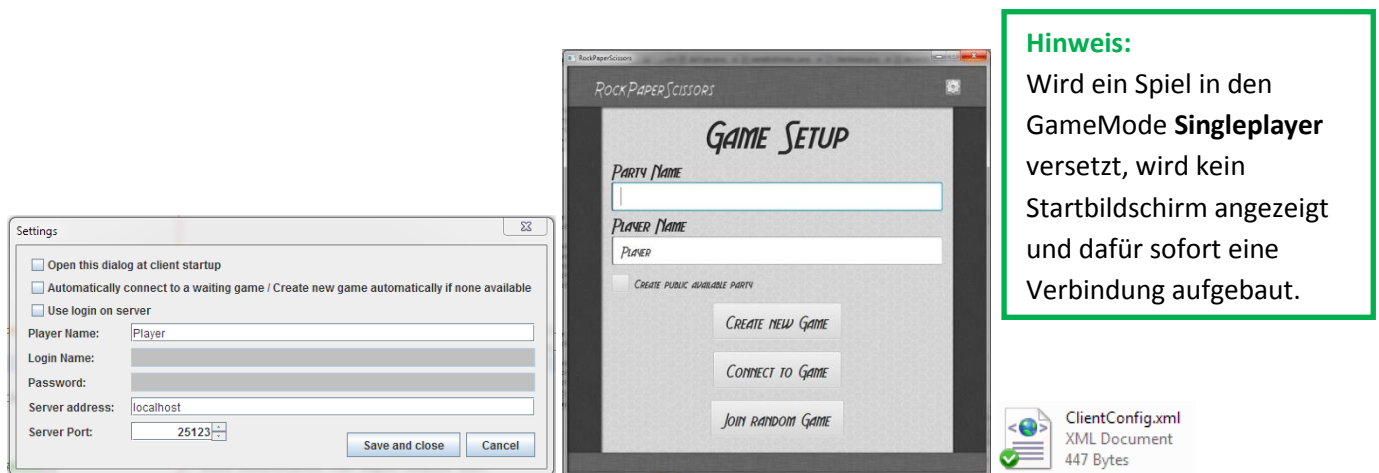 Settings
Open this dialog at client startup
Automatically connect to a waiting game / Create new game automatically if none available
Use login on server
Player Name: Player
Login Name:
Password:
Server address: localhost
Server Port: 25123
Save and close Cancel
RockPaperScissors
RockPaperScissors
Game Setup
Party Name
Player Name
Player
Create public available party
Create new Game
Connect to Game
Join random Game
Hinweis:
Wird ein Spiel in den
GameMode Singleplayer
versetzt, wird kein
Startbildschirm angezeigt
und dafür sofort eine
Verbindung aufgebaut.
ClientConfig.xml
XML Document
447 Bytes